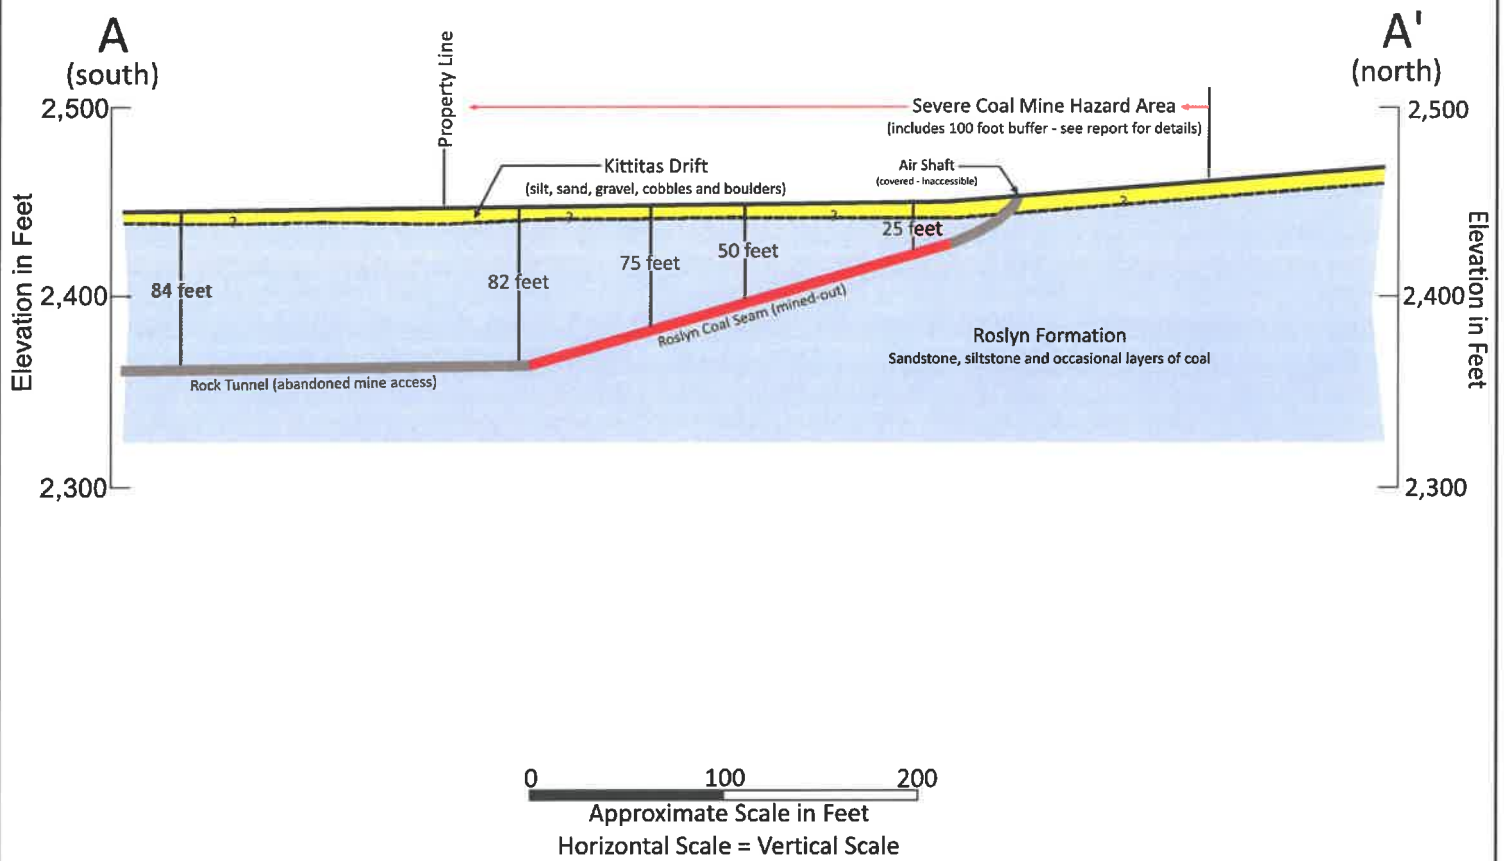 A
(south)
A'
(north)
Property Line
2,500
Severe Coal Mine Hazard Area
(includes 100 foot buffer - see report for details)
2,500
Kittitas Drift
(silt, sand, gravel, cobbles and boulders)
Air Shaft
(covered - Inaccessible)
?
?
?
?
25 feet
50 feet
75 feet
82 feet
84 feet
Elevation in Feet
Elevation in Feet
2,400
2,400
Roslyn Coal Seam (mined-out)
Roslyn Formation
Sandstone, siltstone and occasional layers of coal
Rock Tunnel (abandoned mine access)
2,300
2,300
0 100 200
Approximate Scale in Feet
Horizontal Scale = Vertical Scale